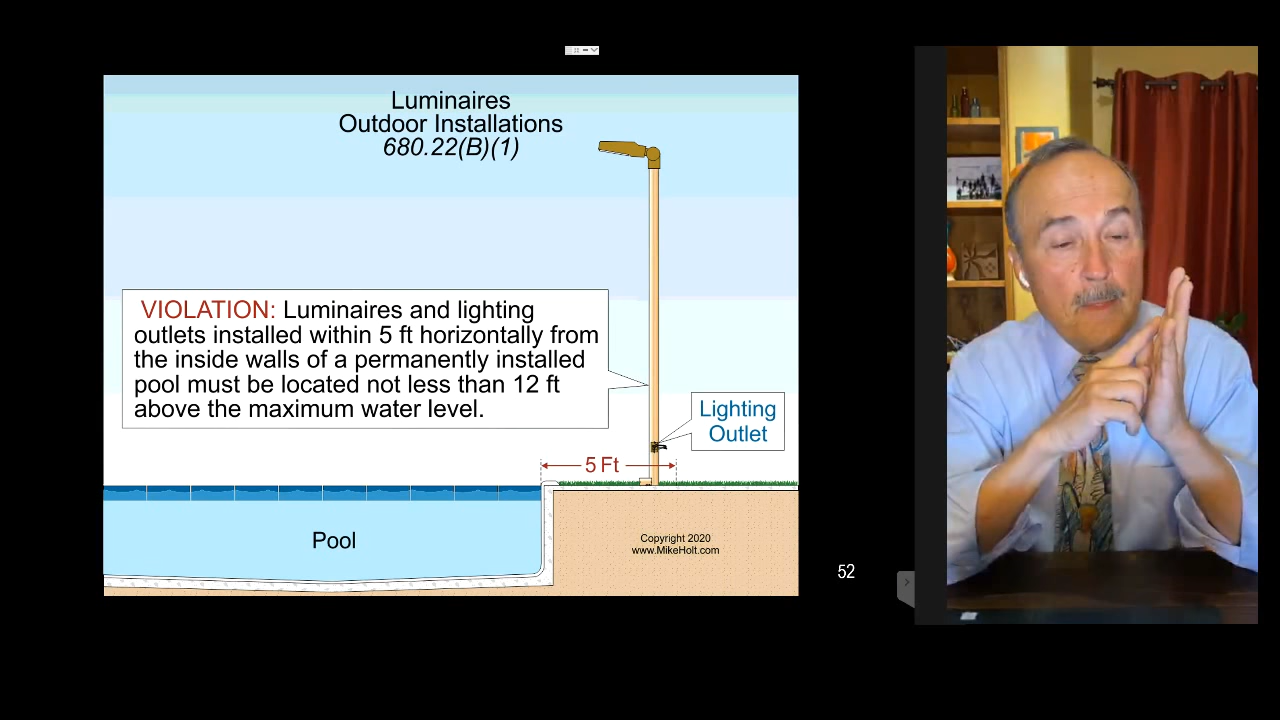 Luminaires
Outdoor Installations
680.22(B)(1)
VIOLATION: Luminaires and lighting
outlets installed within 5 ft horizontally from
the inside walls of a permanently installed
pool must be located not less than 12 ft
above the maximum water level.
Lighting
Outlet
5 Ft
Pool
Copyright 2020
www.MikeHolt.com
52